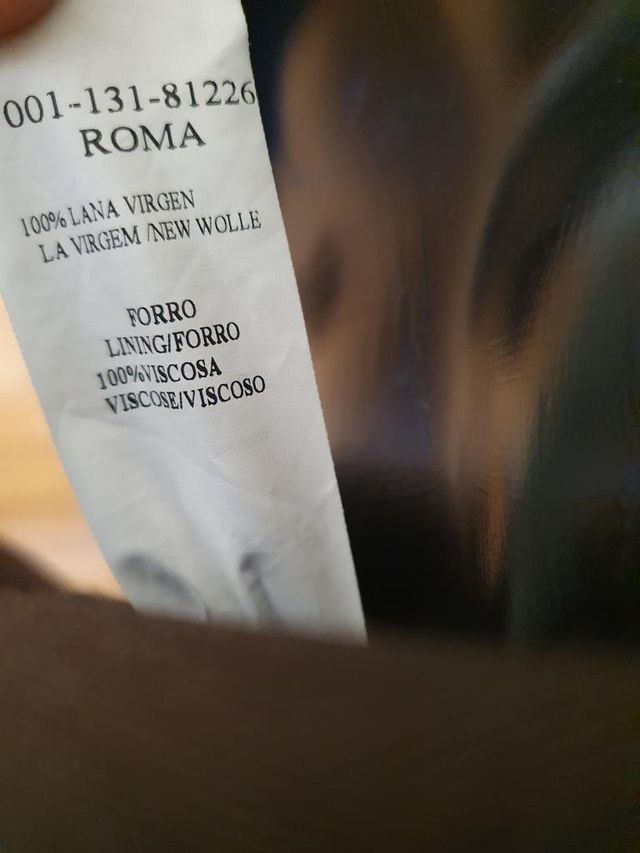 001-131-81226
ROMA
100% LANA VIRGEN
LA VIRGEM /NEW WOLLE
FORRO
LINING/FORRO
100%VISCOSA
VISCOSE/VISCOSO